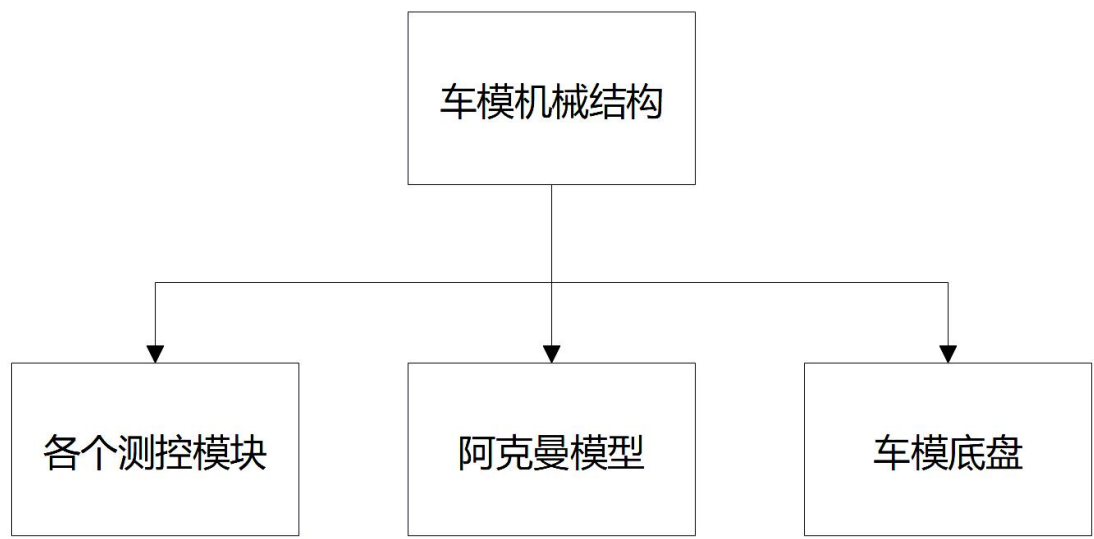 车模机械结构
各个测控模块
阿克曼模型
车模底盘